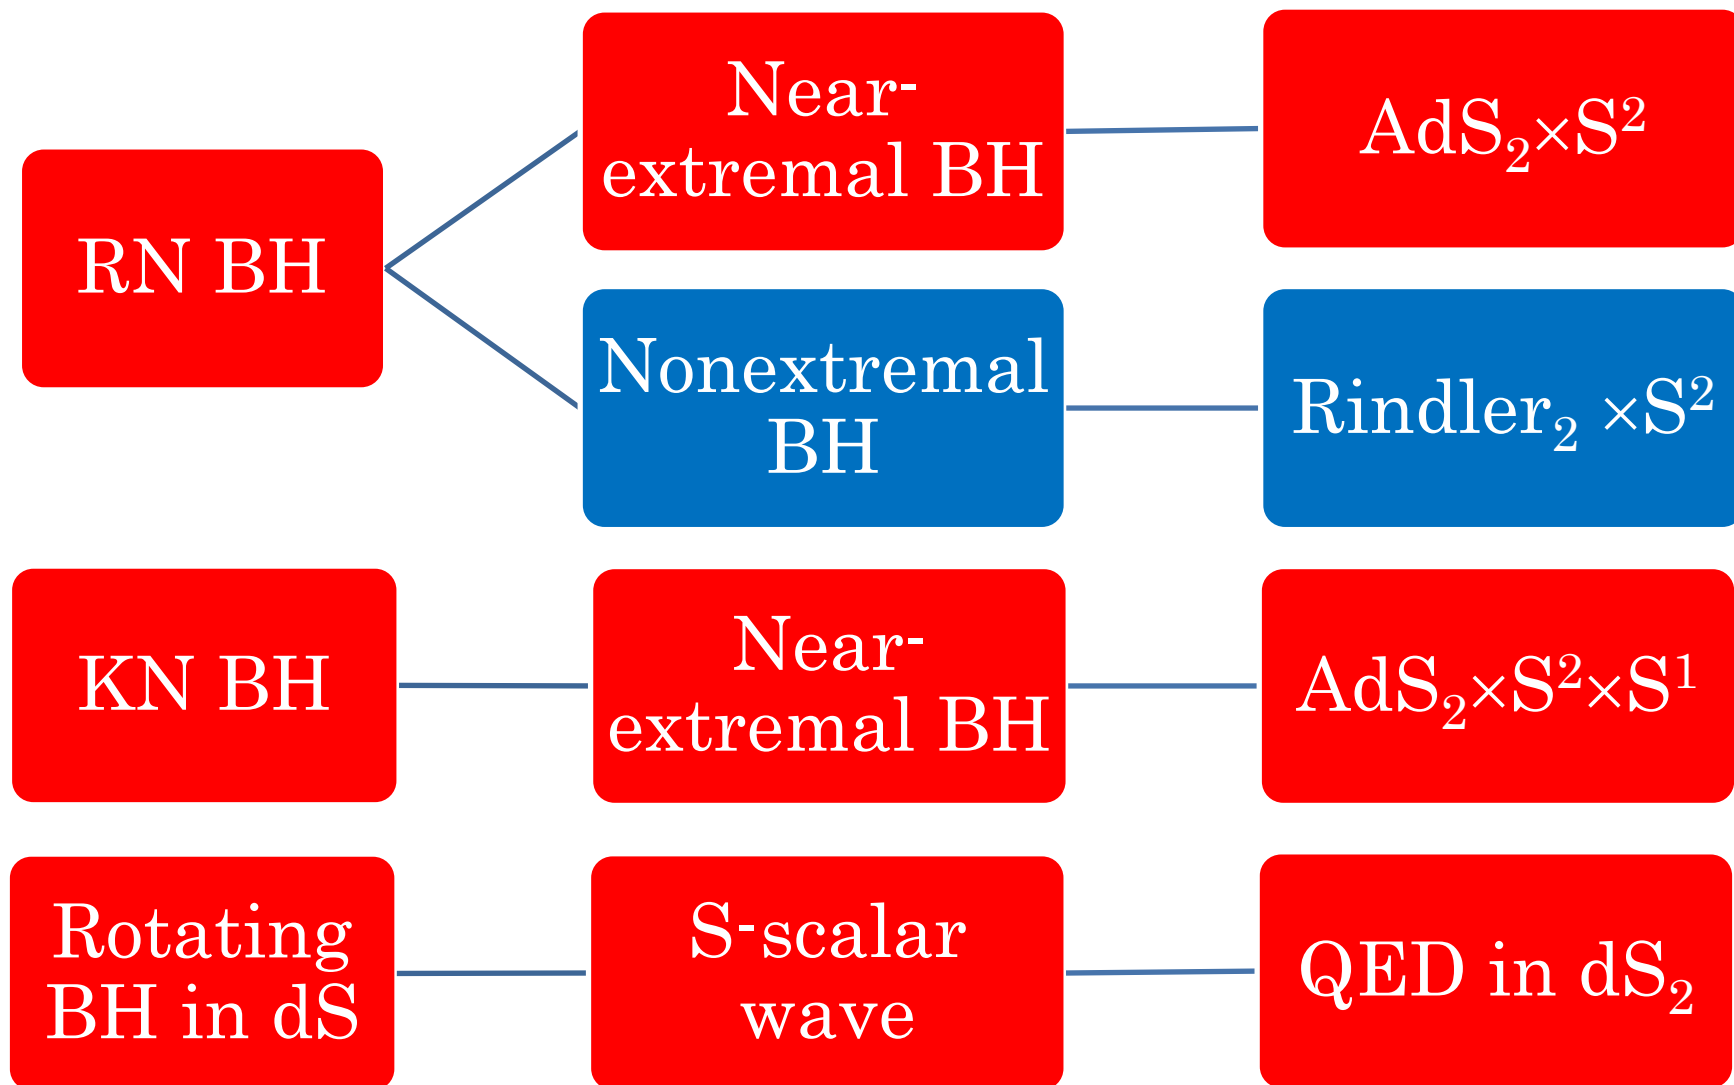 RN BH
Near-
extremal BH
AdS₂×S²
Nonextremal
BH
Rindler₂ ×S²
KN BH
Near-
extremal BH
AdS₂×S²×S¹
Rotating
BH in dS
S-scalar
wave
QED in dS₂